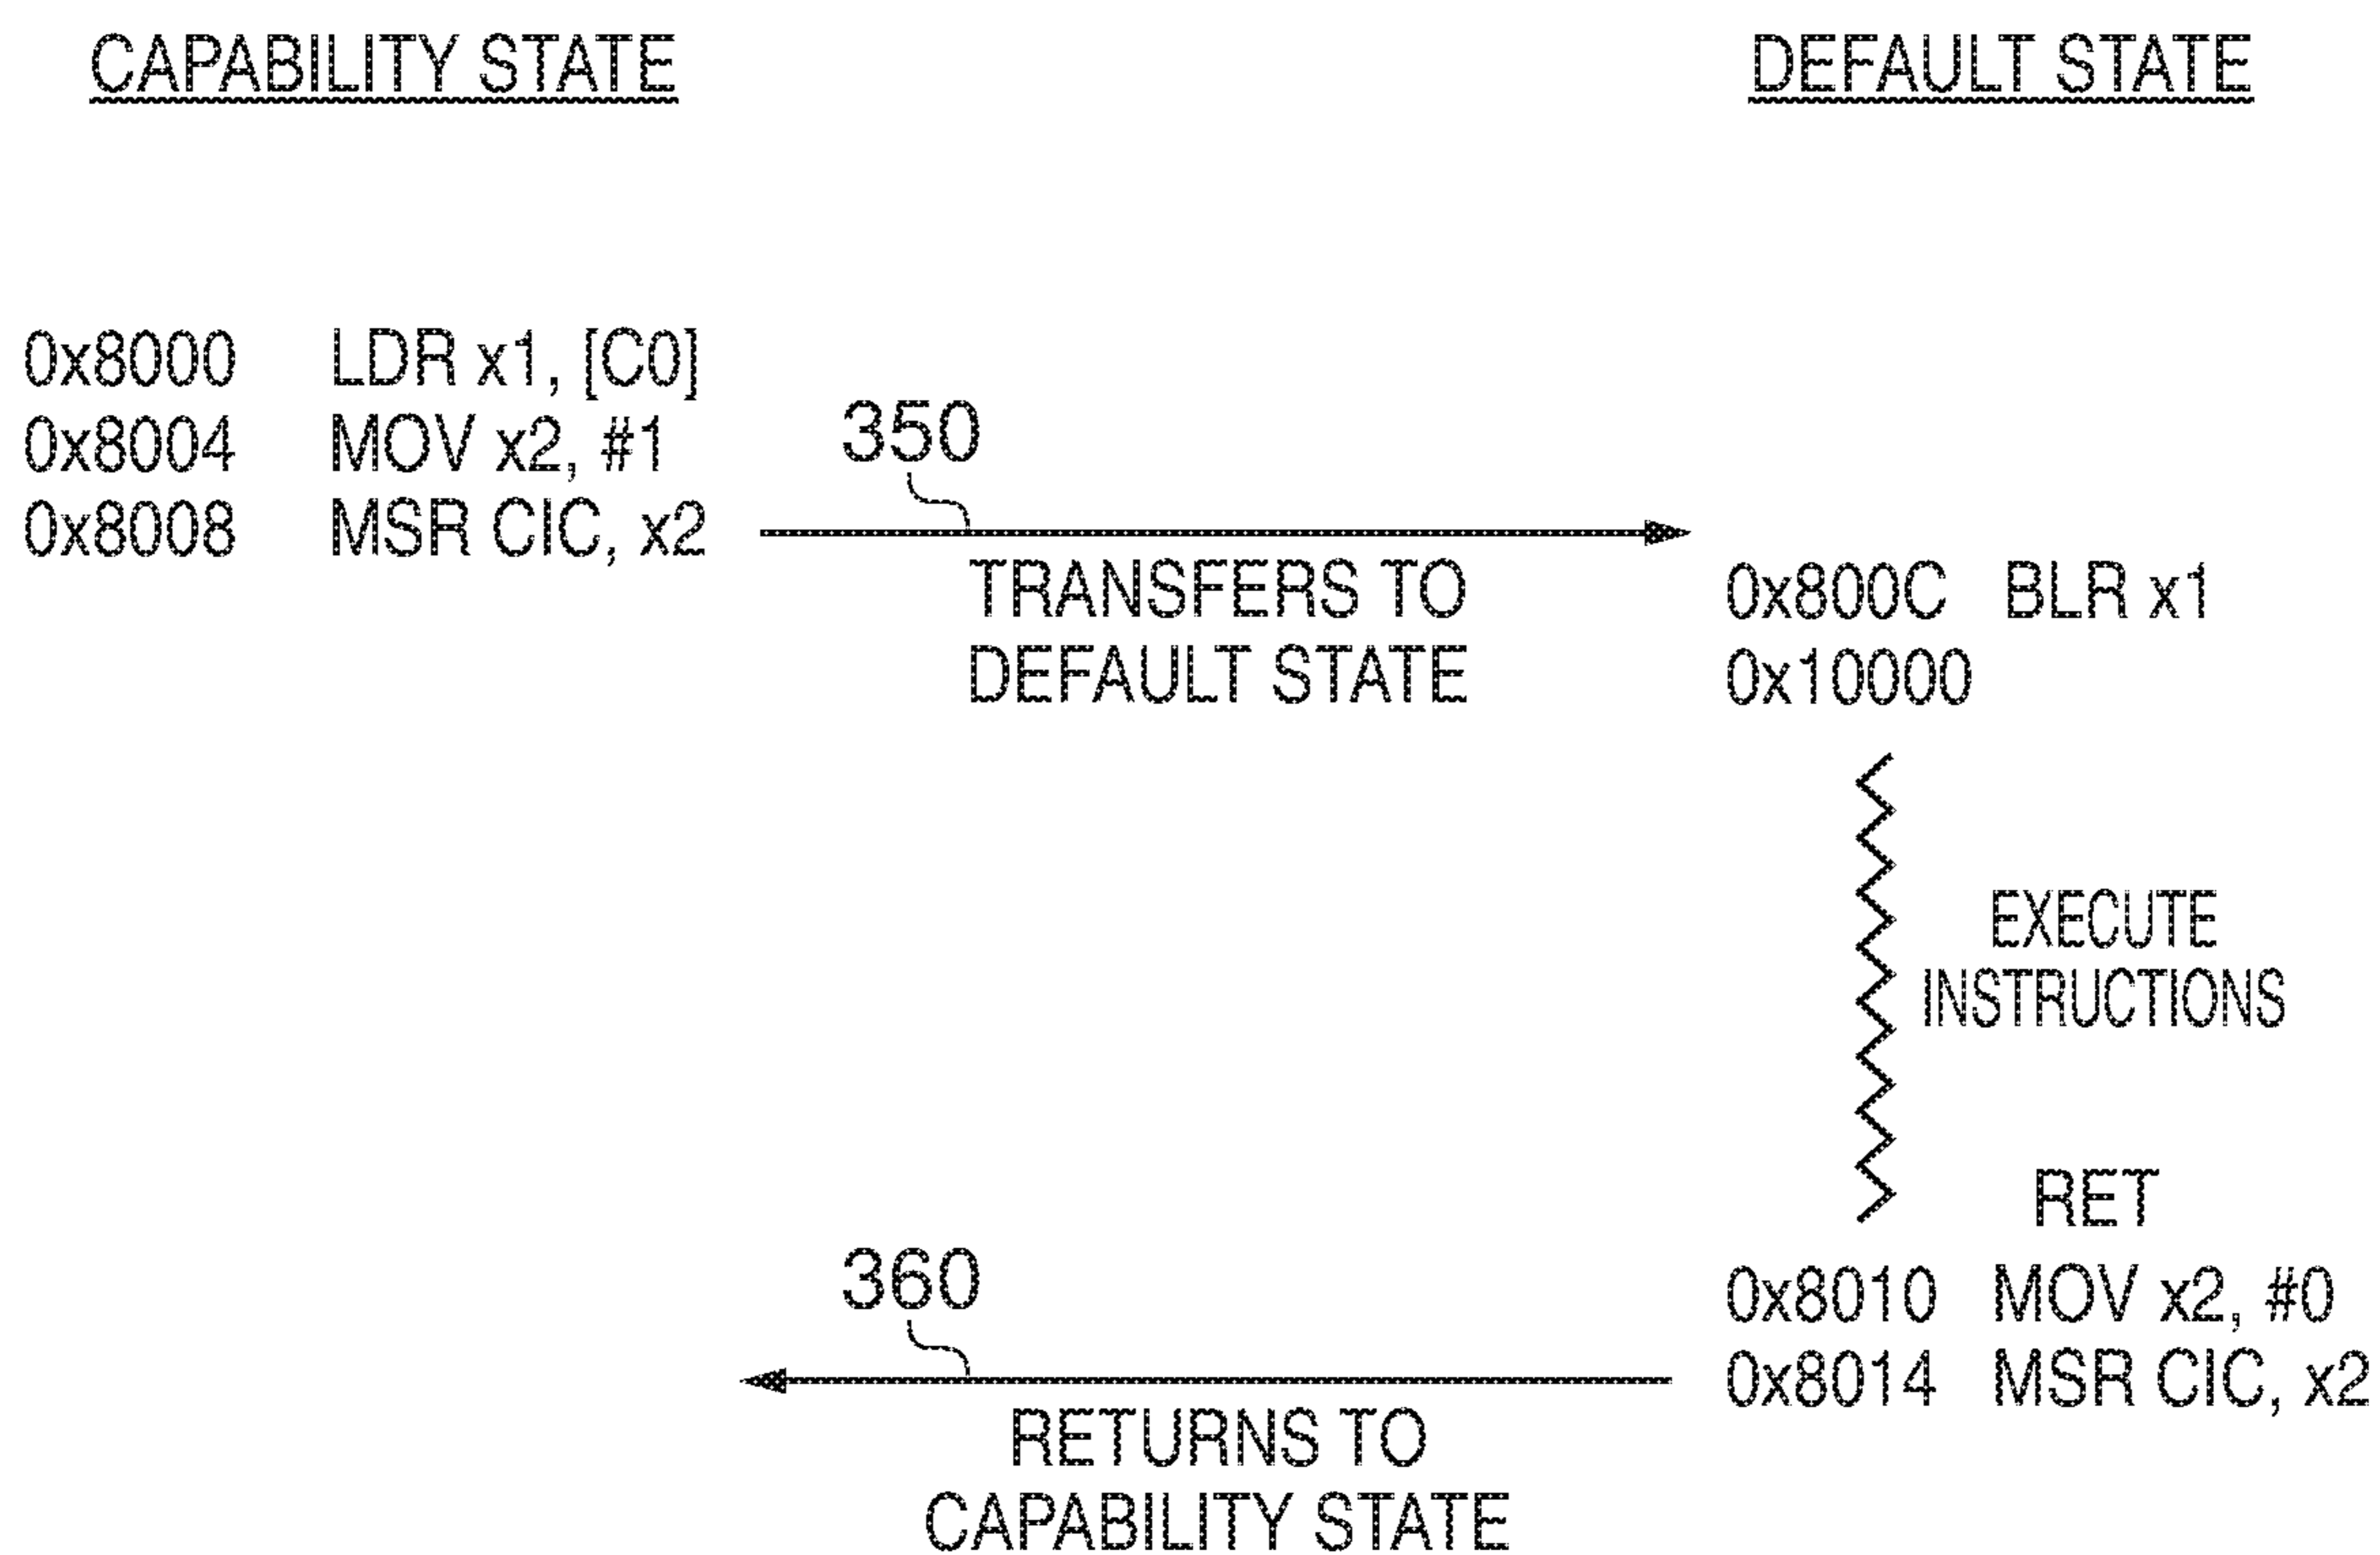 CAPABILITY STATE
DEFAULT STATE
0x8000 LDR x1, [C0]
0x8004 MOV x2, #1
0x8008 MSR CIC, x2
350
TRANSFERS TO
DEFAULT STATE
0x800C BLR x1
0x10000
EXECUTE
INSTRUCTIONS
RET
0x8010 MOV x2, #0
0x8014 MSR CIC, x2
360
RETURNS TO
CAPABILITY STATE